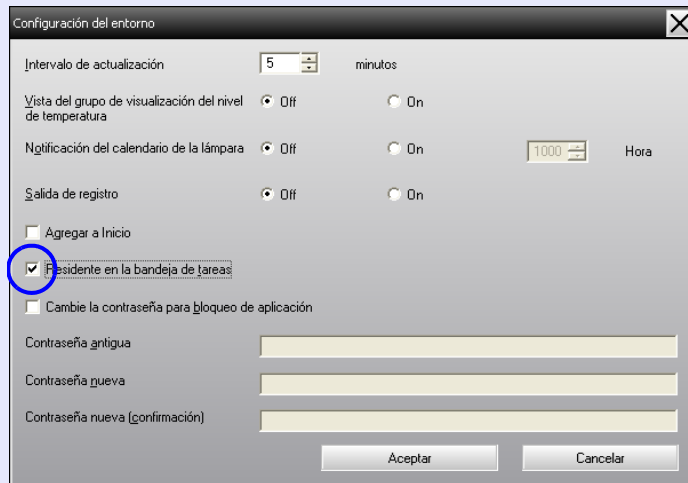 Configuración del entorno
Intervalo de actualización 5 minutos
Vista del grupo de visualización del nivel
de temperatura Off On
Notificación del calendario de la lámpara Off On 1000 Hora
Salida de registro Off On
Agregar a Inicio
Residente en la bandeja de tareas
Cambie la contraseña para bloqueo de aplicación
Contraseña antigua
Contraseña nueva
Contraseña nueva (confirmación)
Aceptar Cancelar